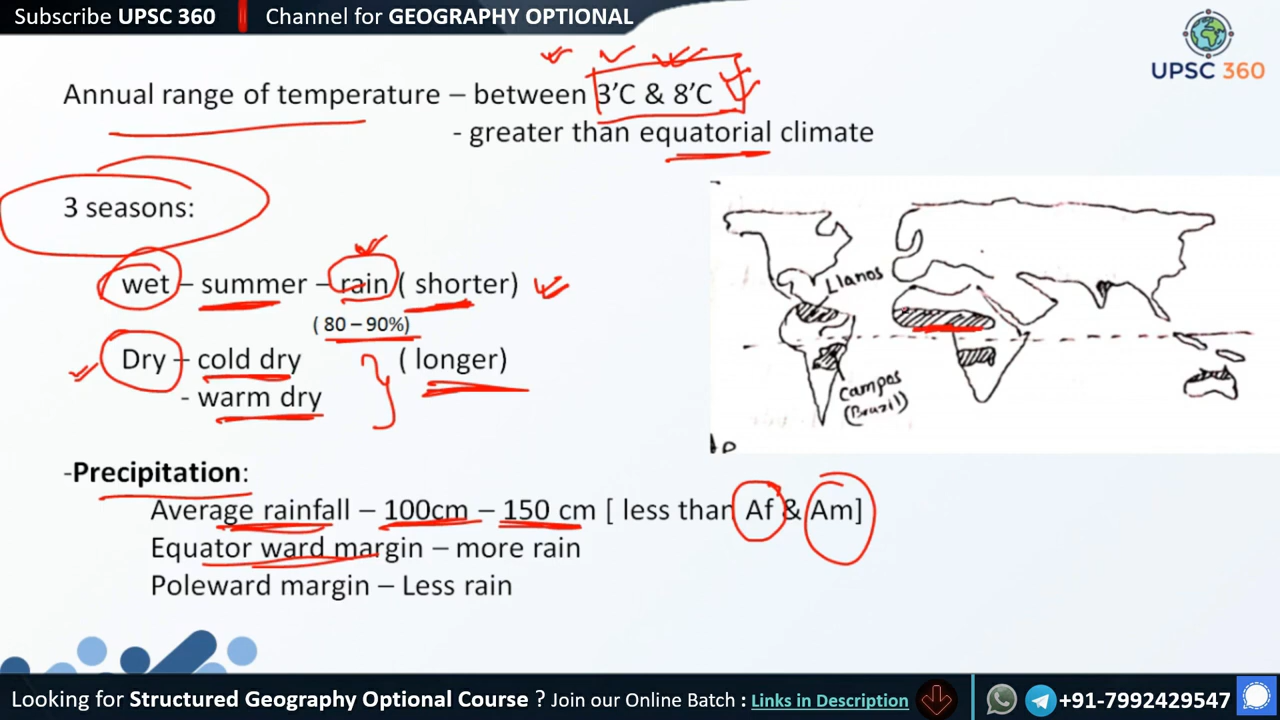 Subscribe UPSC 360
Channel for GEOGRAPHY OPTIONAL
UPSC 360
Annual range of temperature – between 3'C & 8'C
- greater than equatorial climate
3 seasons:
wet – summer – rain ( shorter)
( 80 – 90%)
Dry – cold dry ( longer)
- warm dry
Llanos
Campos
(Brazil)
-Precipitation:
Average rainfall – 100cm – 150 cm [ less than Af & Am]
Equator ward margin – more rain
Poleward margin – Less rain
Looking for Structured Geography Optional Course ? Join our Online Batch : Links in Description
+91-7992429547